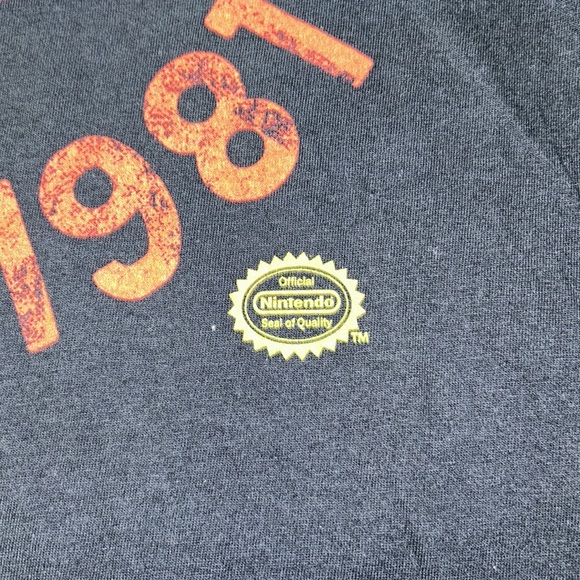 1981
Official
Nintendo
Seal of Quality
TM